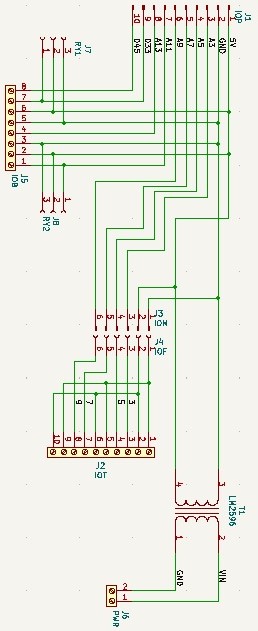 J1
IOP
10 9 8 7 6 5 4 3 2 1
D45 D33 A13 A11 A9 A7 A5 A3 GND 5V
J7
RY1
1 2 3
8
7
6
5
4
3
2
1
J5
IOB
3 2 1
J8
RY2
J3
IOM
6 5 4 3 2 1
J4
IOF
6 5 4 3 2 1
9 7 5 3
10 9 8 7 6 5 4 3 2 1
J2
IOT
4 3
T1
LM2596
1 2
GND VIN
2
1
J6
PWR